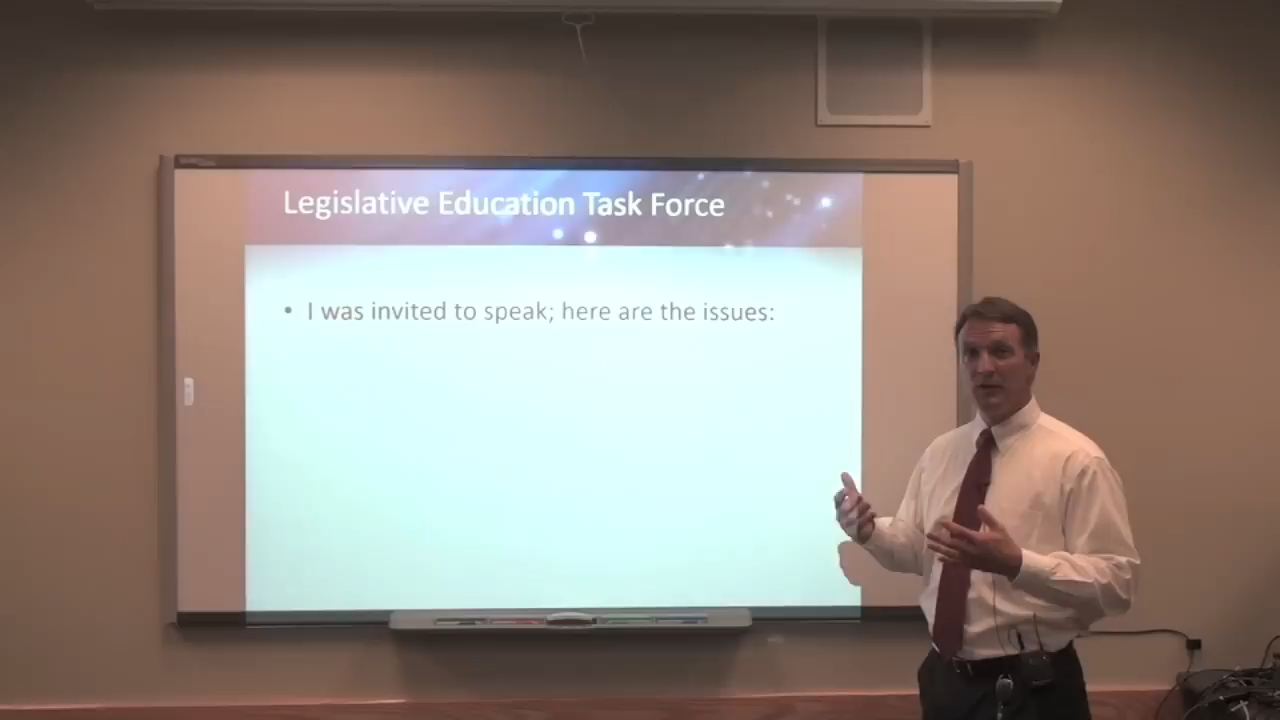 Legislative Education Task Force
• I was invited to speak; here are the issues: